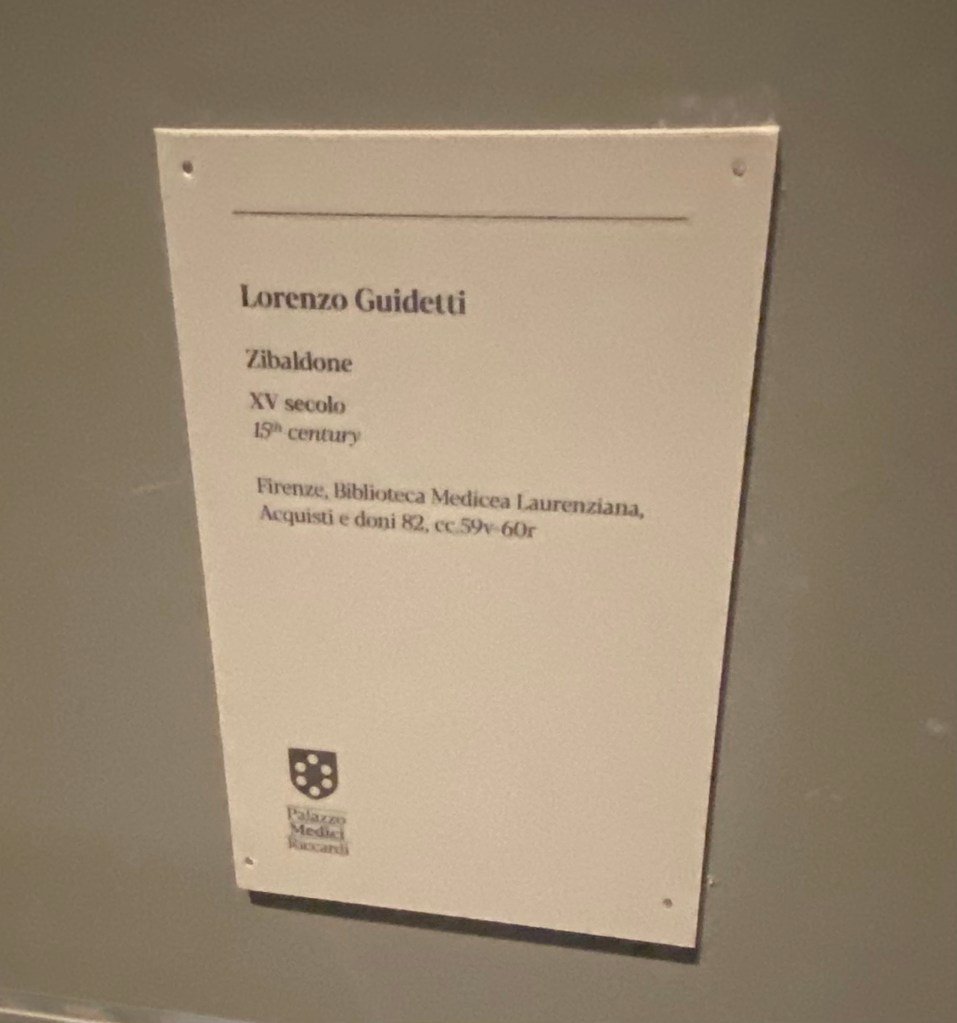 Lorenzo Guidetti
Zibaldone
XV secolo
15th century
Firenze, Biblioteca Medicea Laurenziana,
Acquisti e doni 82, cc.59v-60r
Palazzo
Medici
Riccardi